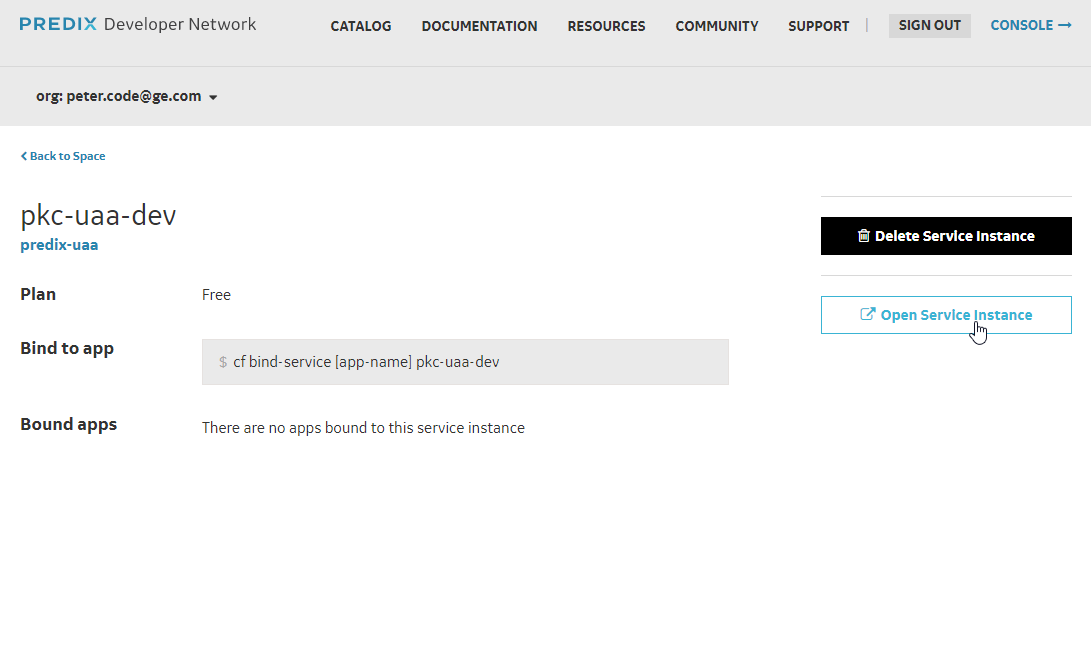 PREDIX Developer Network
CATALOG DOCUMENTATION RESOURCES COMMUNITY SUPPORT | SIGN OUT CONSOLE →
org: peter.code@ge.com
Back to Space
pkc-uaa-dev
predix-uaa
Delete Service Instance
Plan Free
Open Service Instance
Bind to app $ cf bind-service [app-name] pkc-uaa-dev
Bound apps There are no apps bound to this service instance